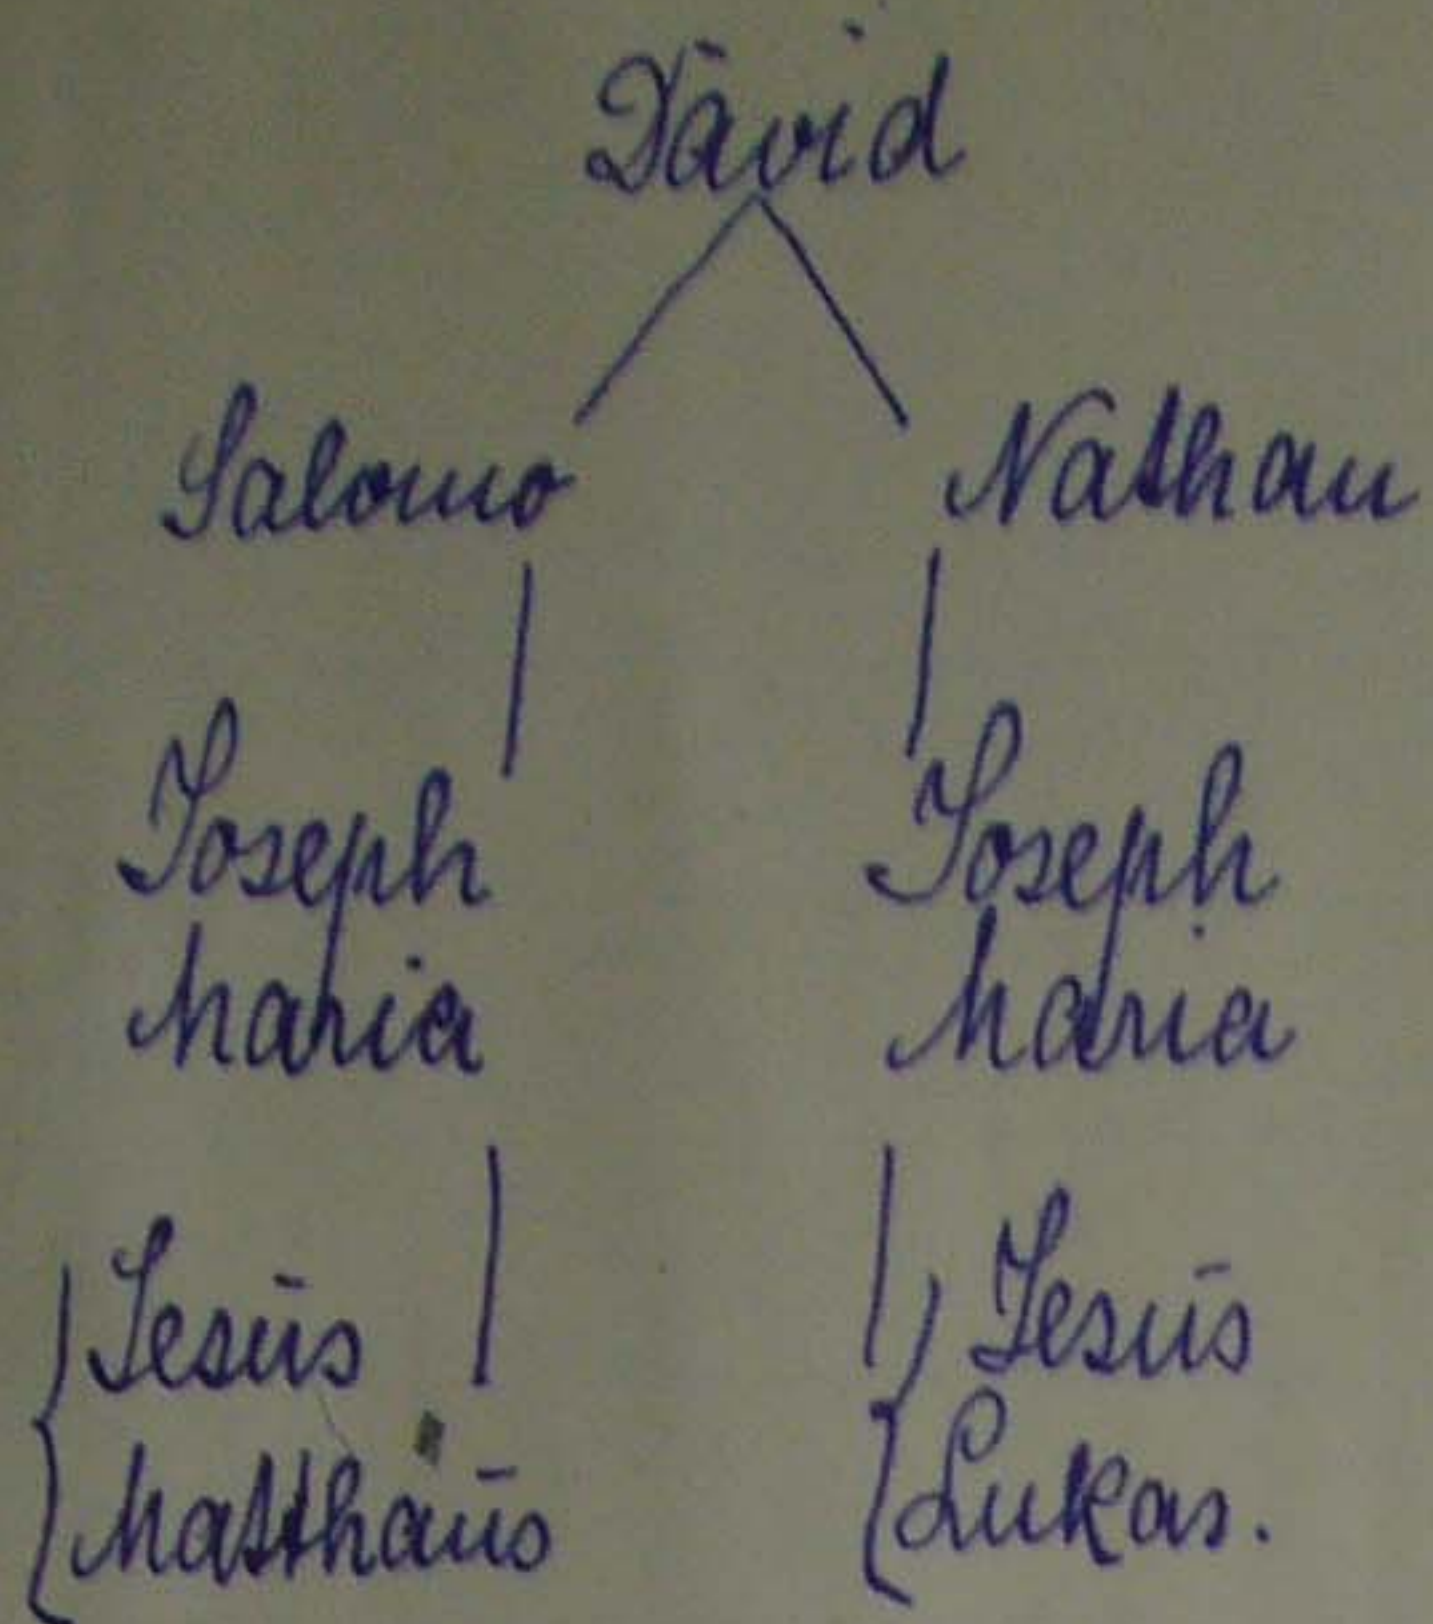 David
Salomo Nathan
Joseph Joseph
Maria Maria
Jesus Jesus
Matthäus Lukas.